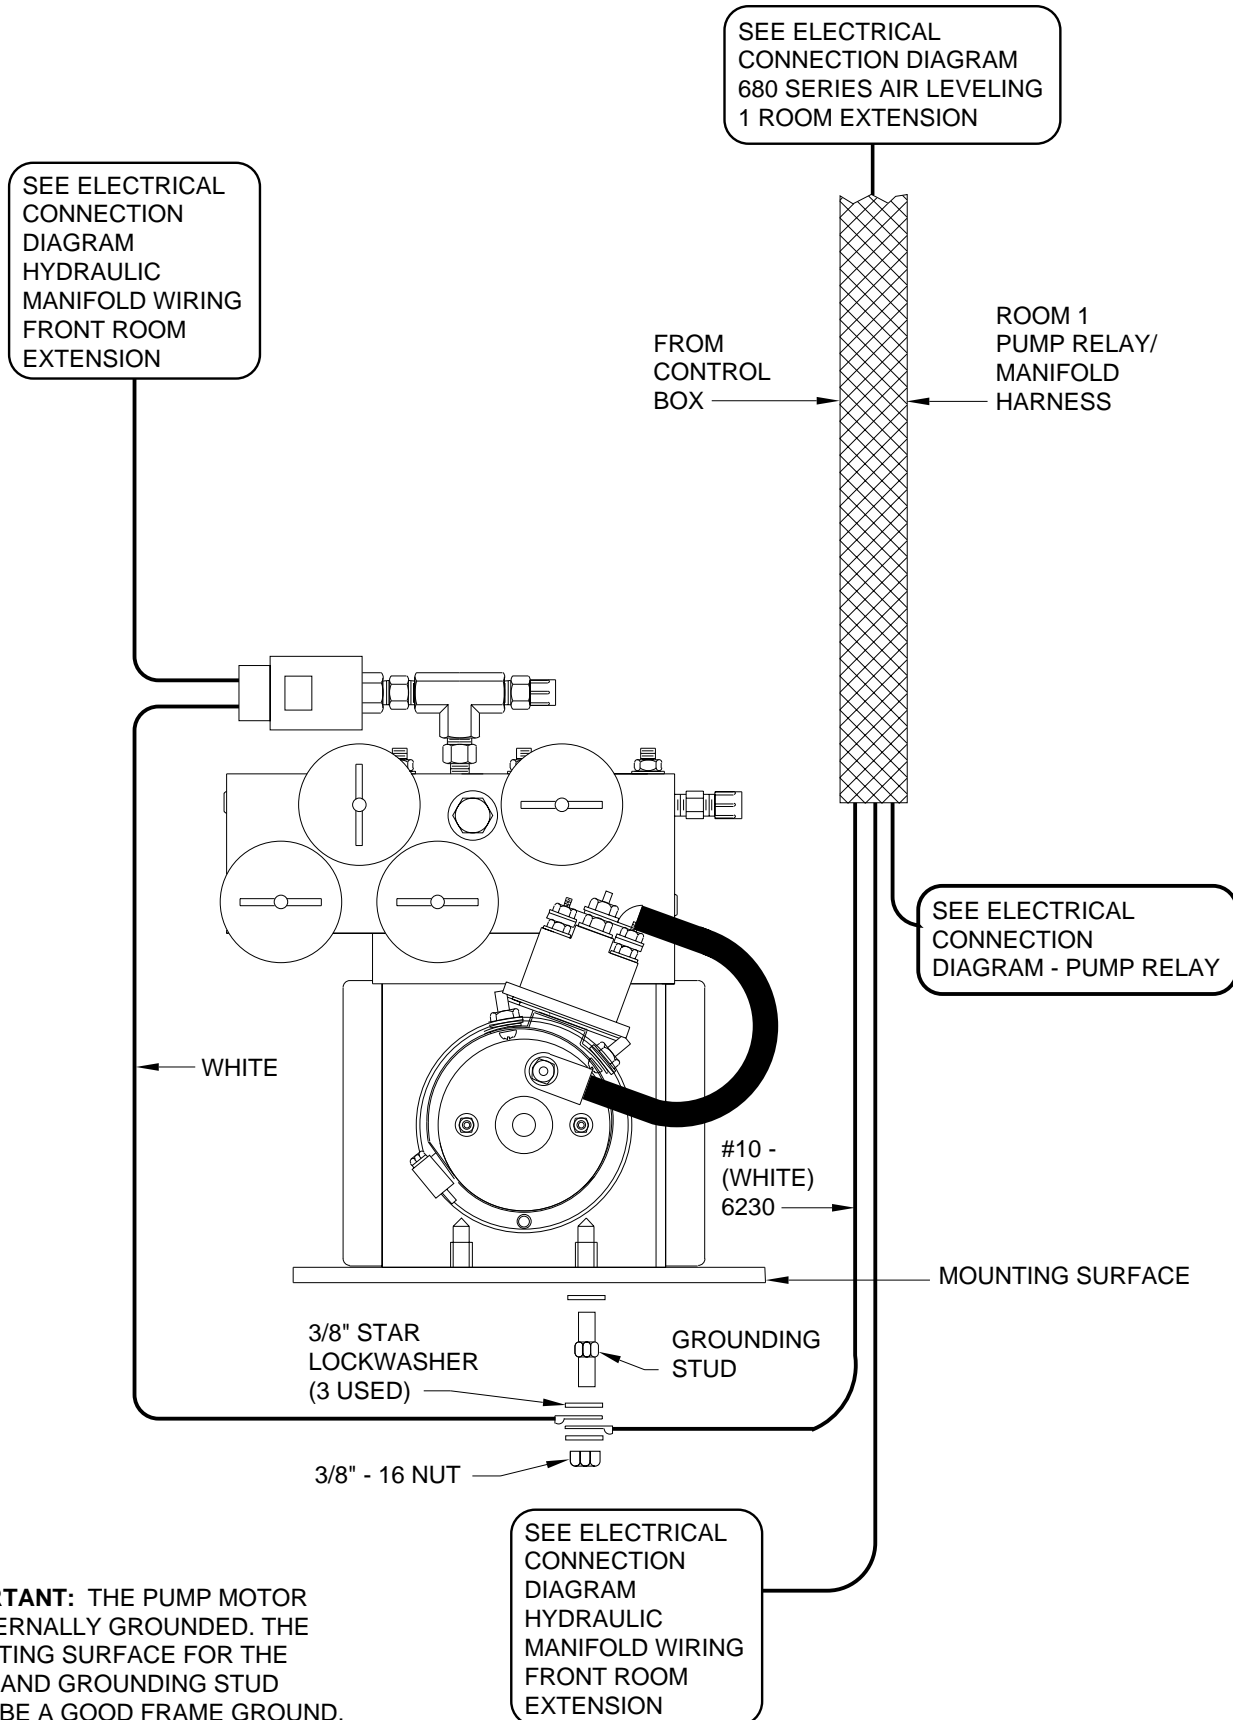 SEE ELECTRICAL
CONNECTION DIAGRAM
680 SERIES AIR LEVELING
1 ROOM EXTENSION
SEE ELECTRICAL
CONNECTION
DIAGRAM
HYDRAULIC
MANIFOLD WIRING
FRONT ROOM
EXTENSION
FROM
CONTROL
BOX
ROOM 1
PUMP RELAY/
MANIFOLD
HARNESS
SEE ELECTRICAL
CONNECTION
DIAGRAM - PUMP RELAY
WHITE
#10 -
(WHITE)
6230
MOUNTING SURFACE
3/8" STAR
LOCKWASHER
(3 USED)
GROUNDING
STUD
3/8" - 16 NUT
SEE ELECTRICAL
CONNECTION
DIAGRAM
HYDRAULIC
MANIFOLD WIRING
FRONT ROOM
EXTENSION
RTANT: THE PUMP MOTOR
ERNALLY GROUNDED. THE
TING SURFACE FOR THE
AND GROUNDING STUD
BE A GOOD FRAME GROUND.